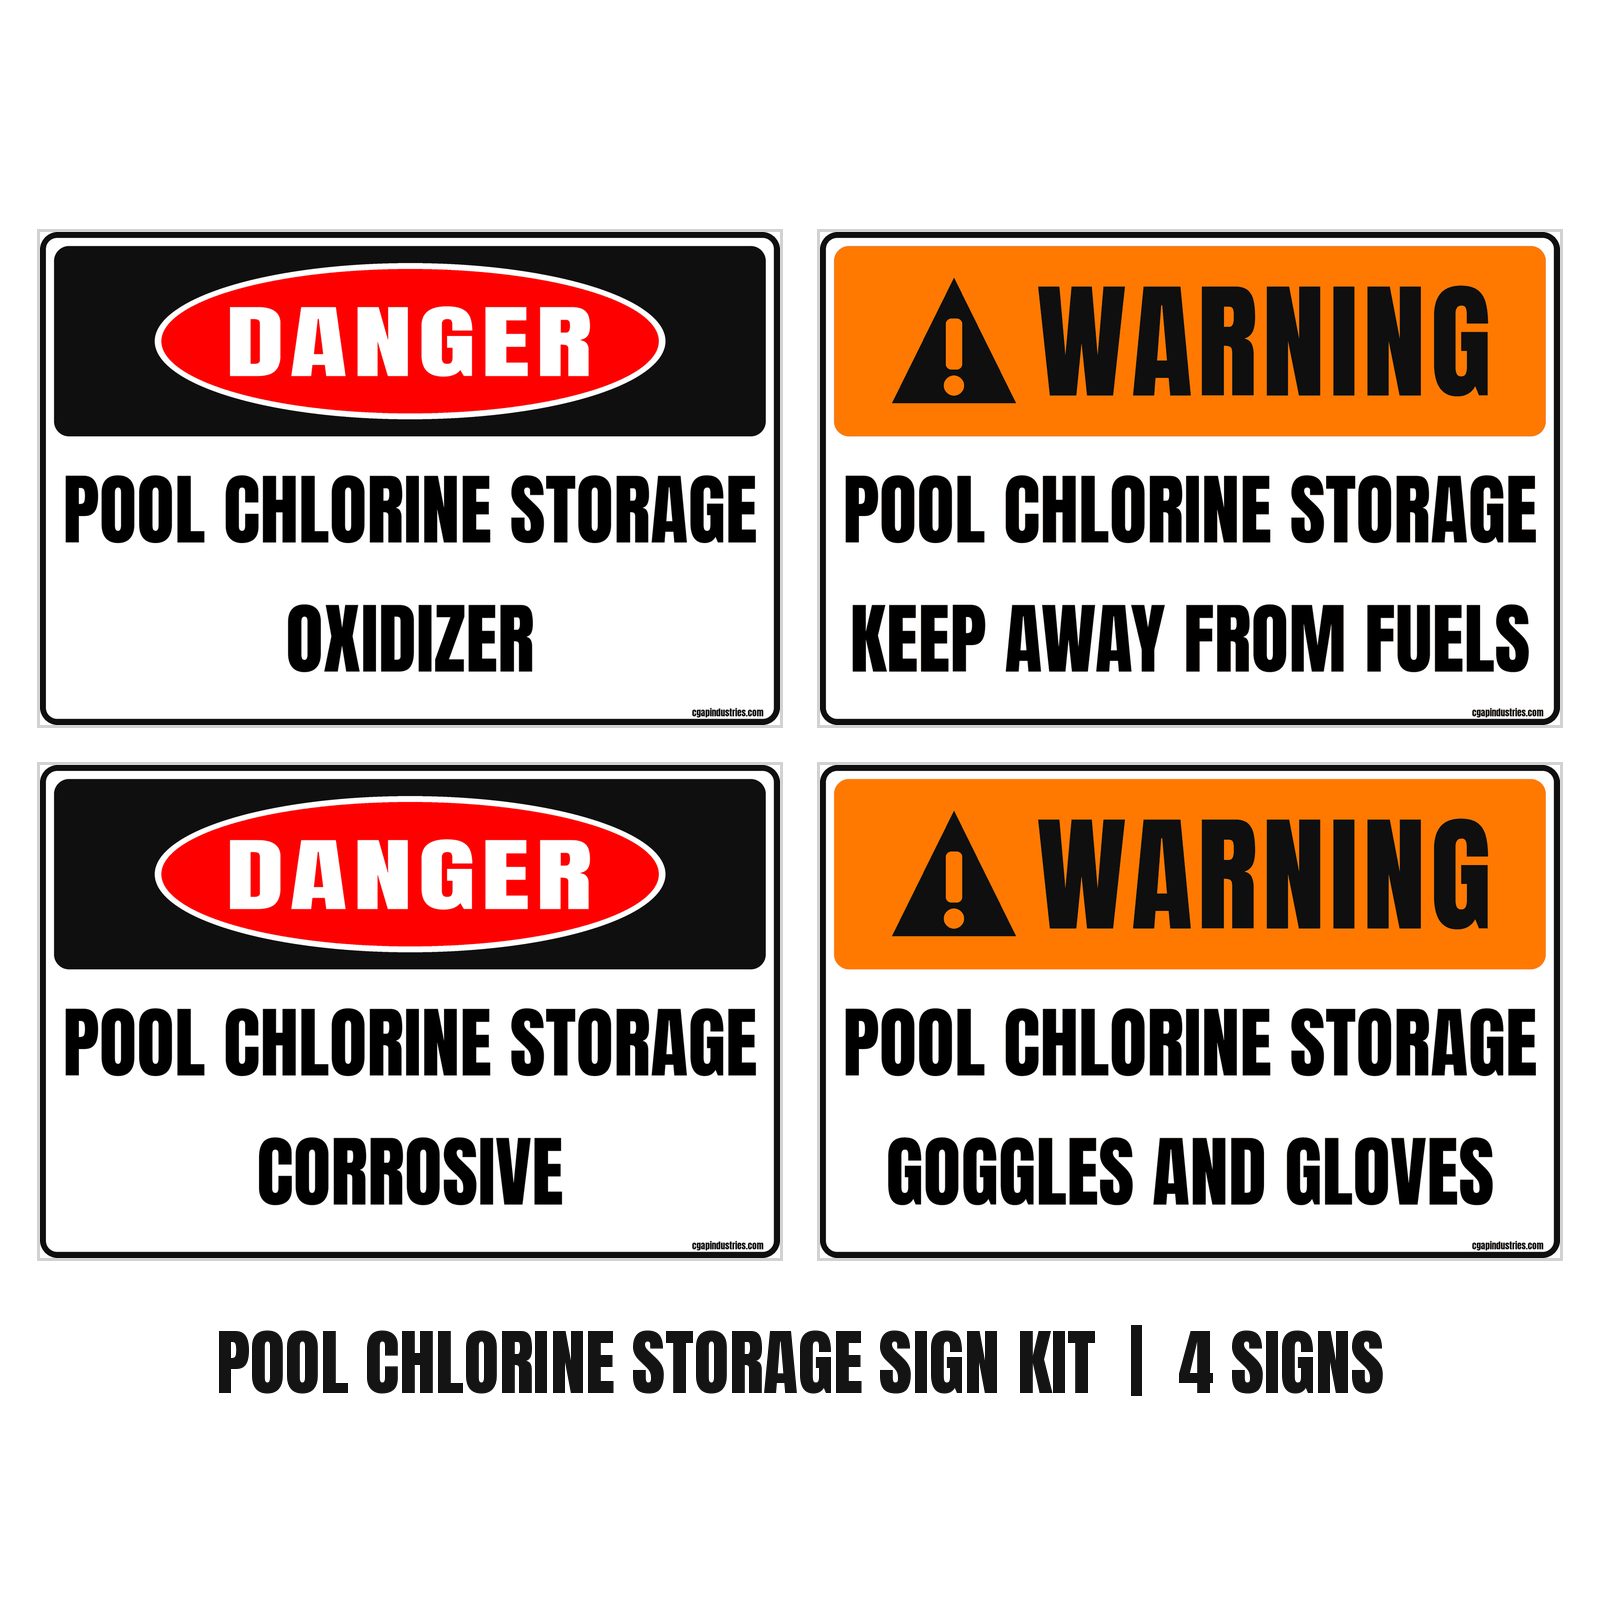 DANGER
POOL CHLORINE STORAGE
OXIDIZER
cgapindustries.com
WARNING
POOL CHLORINE STORAGE
KEEP AWAY FROM FUELS
cgapindustries.com
DANGER
POOL CHLORINE STORAGE
CORROSIVE
cgapindustries.com
WARNING
POOL CHLORINE STORAGE
GOGGLES AND GLOVES
cgapindustries.com
POOL CHLORINE STORAGE SIGN KIT | 4 SIGNS